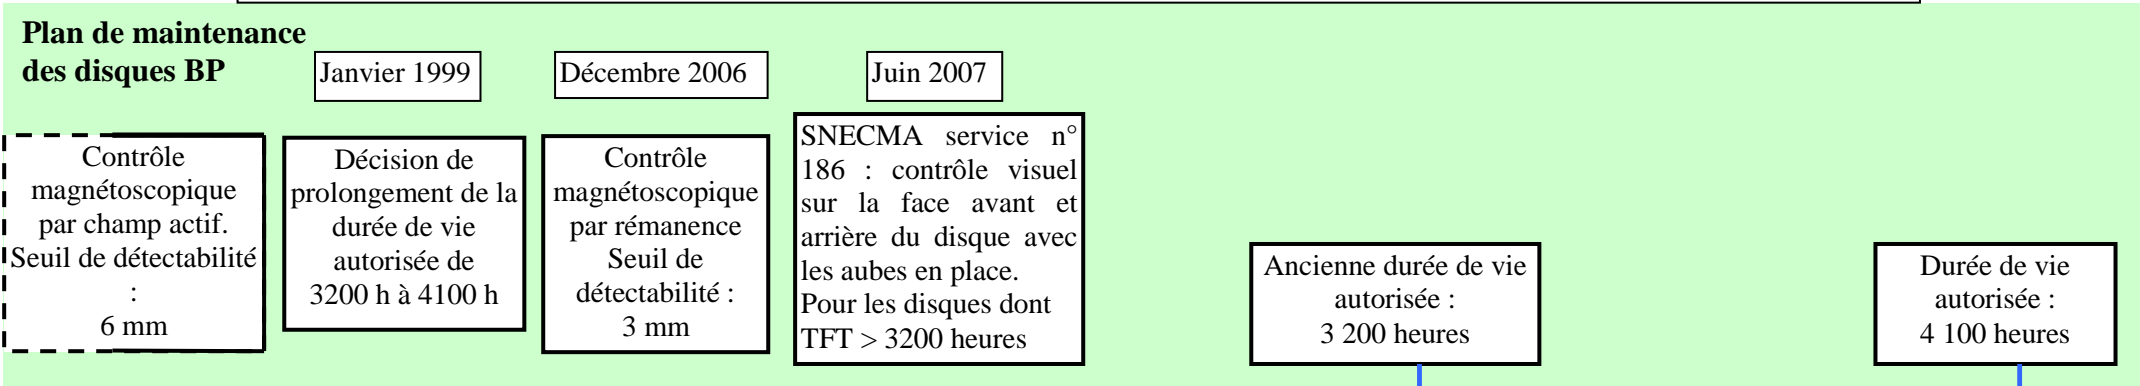 Plan de maintenance
des disques BP
Janvier 1999
Décembre 2006
Juin 2007
Contrôle
magnétoscopique
par champ actif.
Seuil de détectabilité
:
6 mm
Décision de
prolongement de la
durée de vie
autorisée de
3200 h à 4100 h
Contrôle
magnétoscopique
par rémanence
Seuil de
détectabilité :
3 mm
SNECMA service n°
186 : contrôle visuel
sur la face avant et
arrière du disque avec
les aubes en place.
Pour les disques dont
TFT > 3200 heures
Ancienne durée de vie
autorisée :
3 200 heures
Durée de vie
autorisée :
4 100 heures